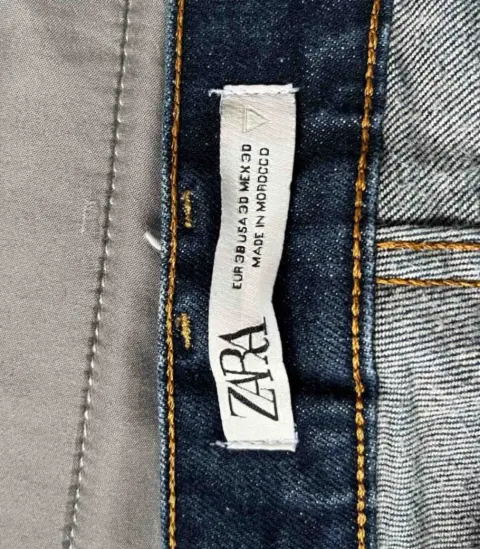 ZARA
EUR 38 USA 30 MEX 30
MADE IN MOROCCO